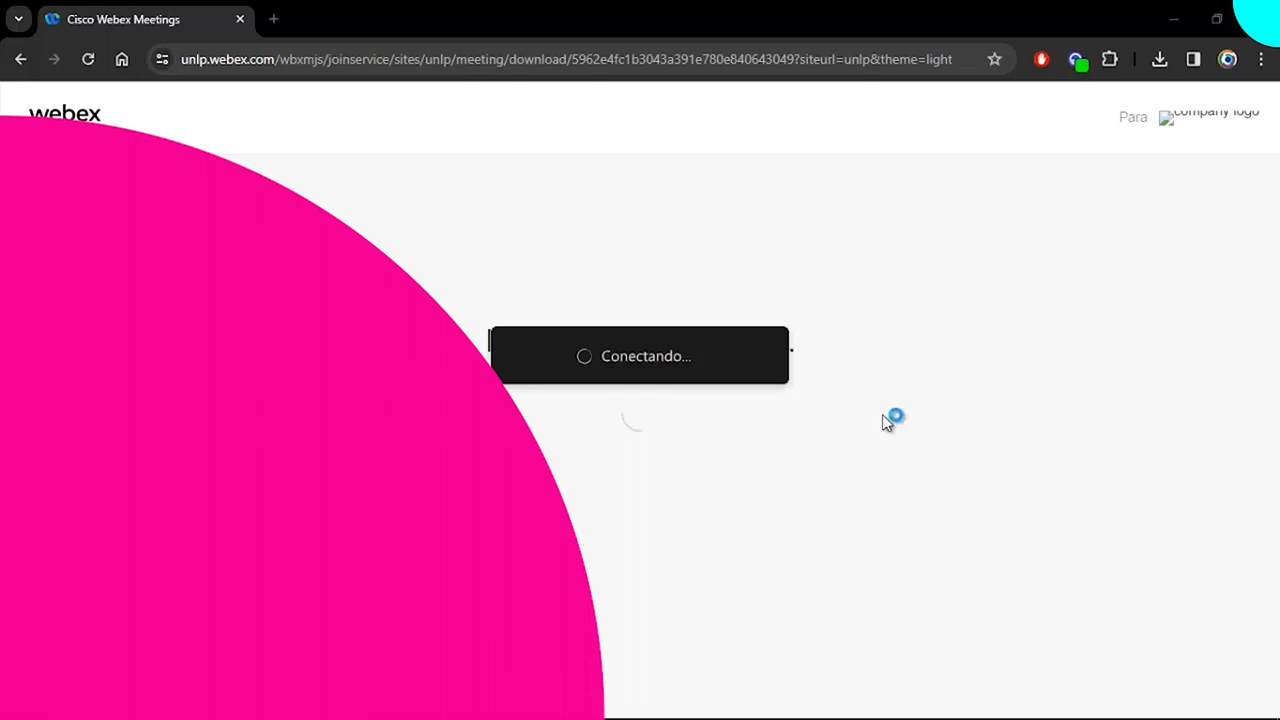 Cisco Webex Meetings
unlp.webex.com/wbxmjs/joinservice/sites/unlp/meeting/download/5962e4fc1b3043a391e780e840643049?siteurl=unlp&theme=light
webex
Para company logo
Conectando...